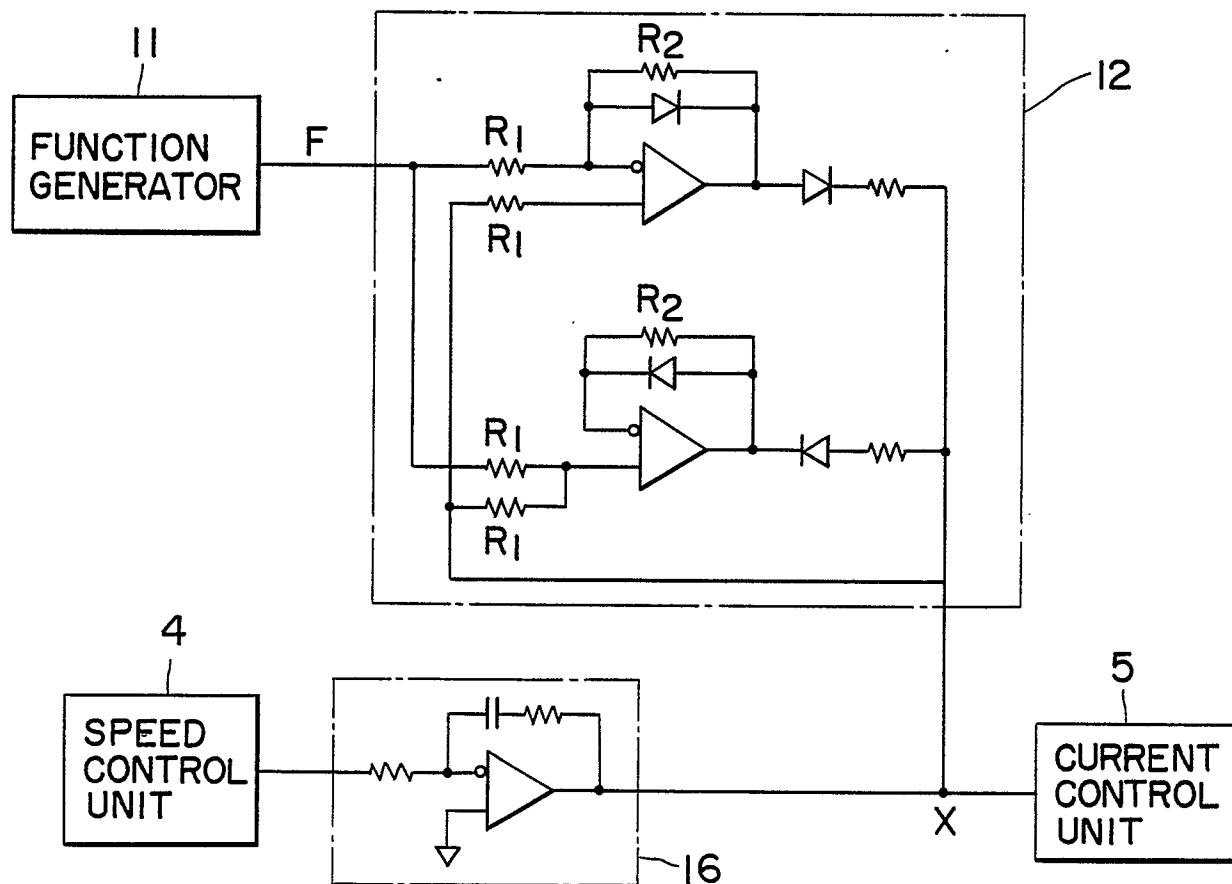 11
FUNCTION
GENERATOR
F
12
R2
R1
R1
R2
R1
R1
4
SPEED
CONTROL
UNIT
16
X
5
CURRENT
CONTROL
UNIT